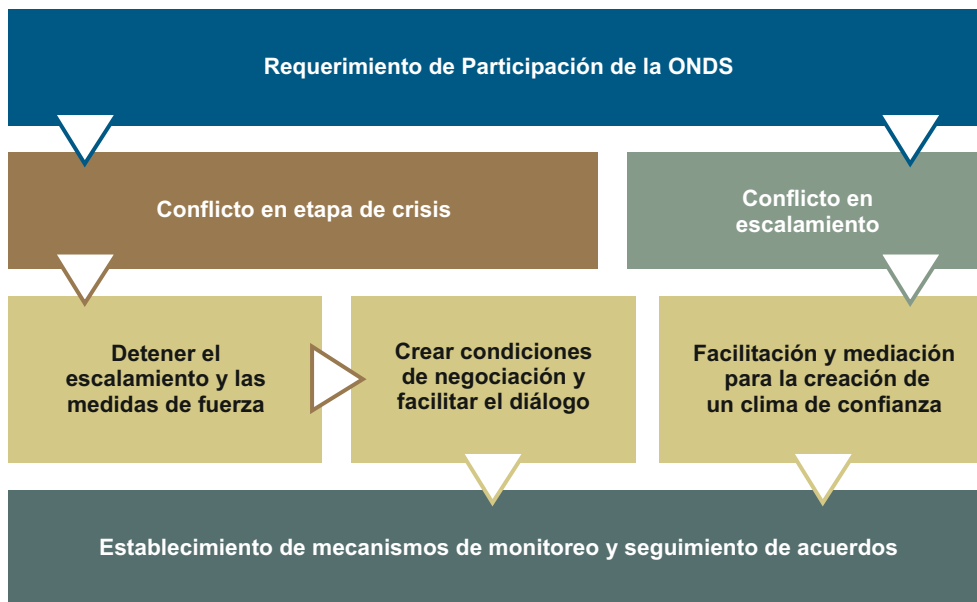 Requerimiento de Participación de la ONDS
Conflicto en etapa de crisis
Conflicto en
escalamiento
Detener el
escalamiento y las
medidas de fuerza
Crear condiciones
de negociación y
facilitar el diálogo
Facilitación y mediación
para la creación de
un clima de confianza
Establecimiento de mecanismos de monitoreo y seguimiento de acuerdos